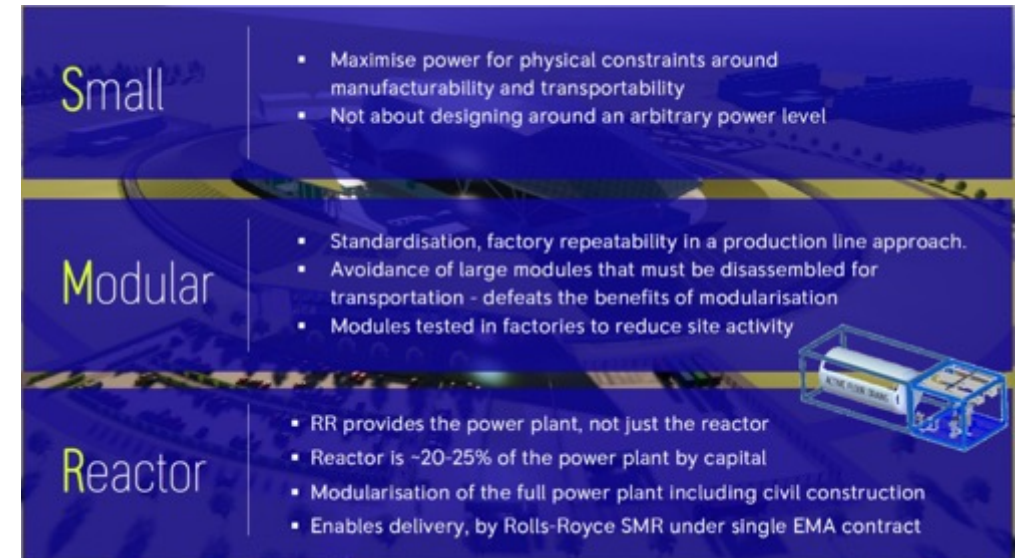 Small
▪ Maximise power for physical constraints around
manufacturability and transportability
▪ Not about designing around an arbitrary power level
Modular
▪ Standardisation, factory repeatability in a production line approach.
▪ Avoidance of large modules that must be disassembled for
transportation - defeats the benefits of modularisation
▪ Modules tested in factories to reduce site activity
ACTIVE FLOOR DRAINS 1
Reactor
▪ RR provides the power plant, not just the reactor
▪ Reactor is ~20-25% of the power plant by capital
▪ Modularisation of the full power plant including civil construction
▪ Enables delivery, by Rolls-Royce SMR under single EMA contract